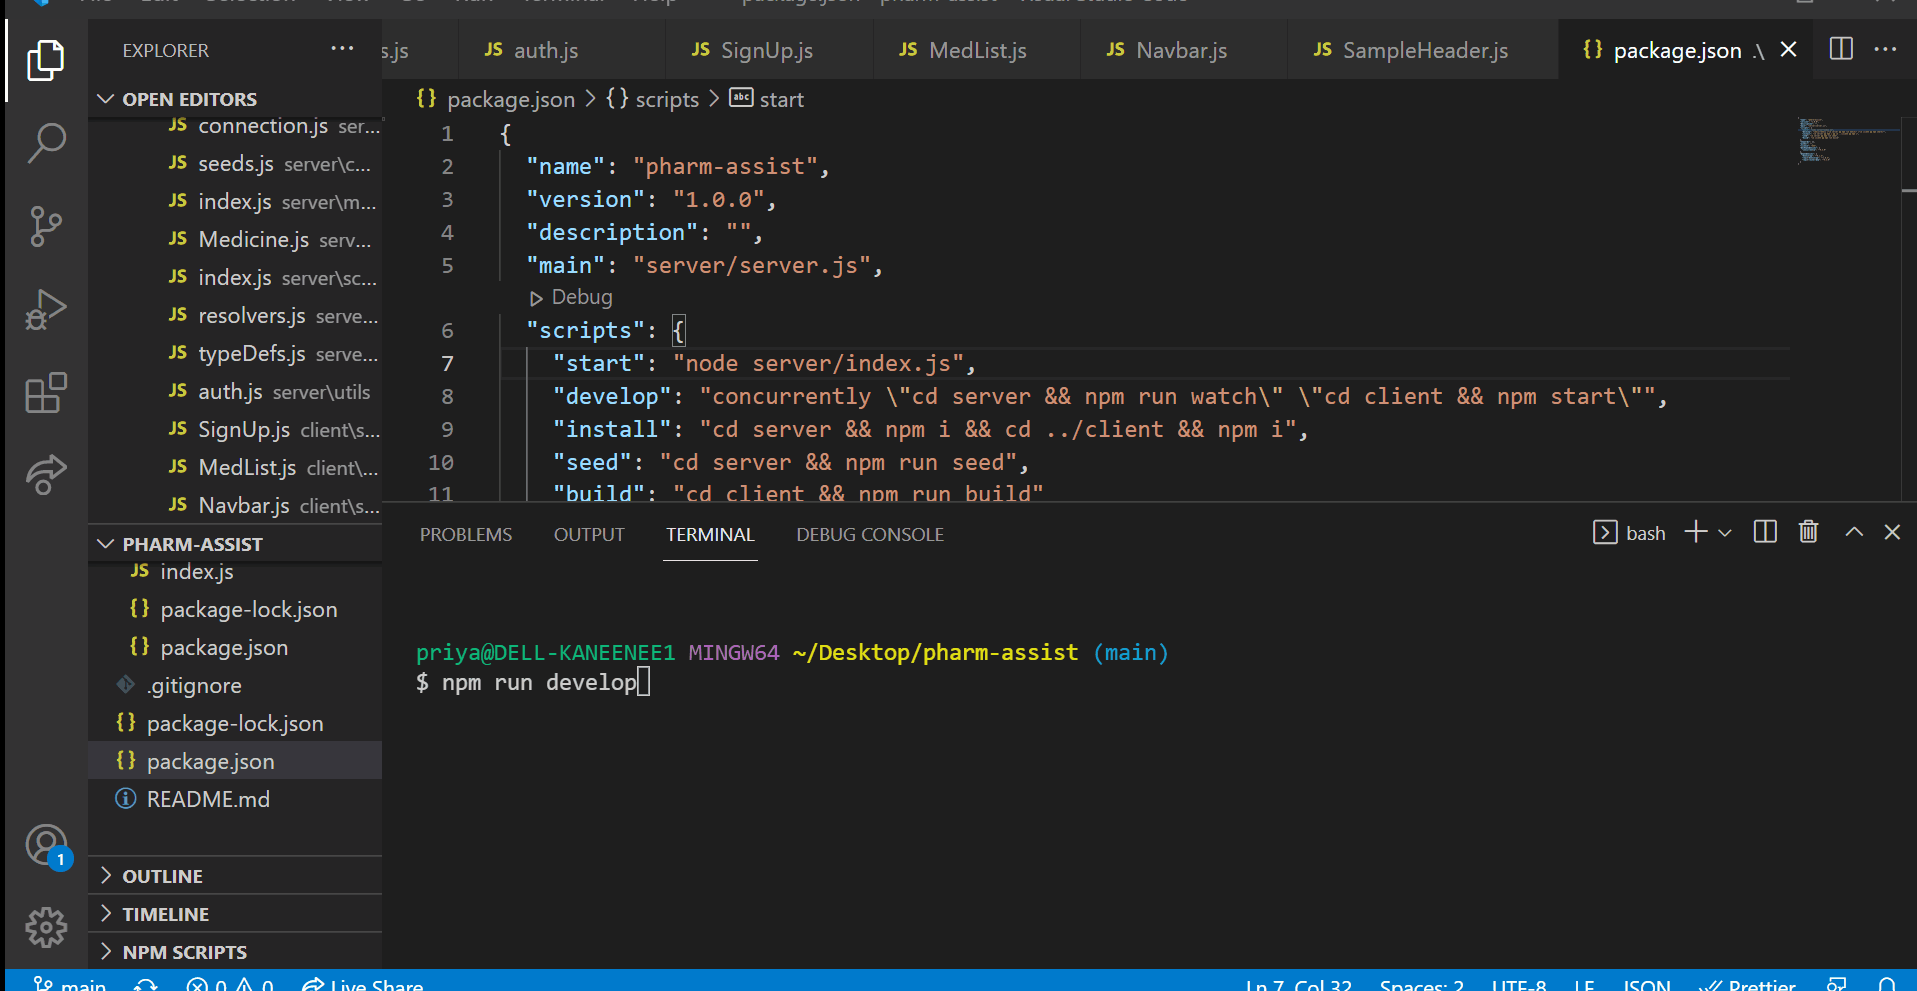 EXPLORER
s.js
JS auth.js
JS SignUp.js
JS MedList.js
JS Navbar.js
JS SampleHeader.js
{} package.json .\
OPEN EDITORS
JS connection.js ser...
JS seeds.js server\c...
JS index.js server\m...
JS Medicine.js serv...
JS index.js server\sc...
JS resolvers.js serve...
JS typeDefs.js serve...
JS auth.js server\utils
JS SignUp.js client\s...
JS MedList.js client\...
JS Navbar.js client\s...
PHARM-ASSIST
JS index.js
{} package-lock.json
{} package.json
.gitignore
{} package-lock.json
{} package.json
README.md
OUTLINE
TIMELINE
NPM SCRIPTS
1
{} package.json > {} scripts > abc start
1 {
2 "name": "pharm-assist",
3 "version": "1.0.0",
4 "description": "",
5 "main": "server/server.js",
Debug
6 "scripts": {
7 "start": "node server/index.js",
8 "develop": "concurrently \"cd server && npm run watch\" \"cd client && npm start\"",
9 "install": "cd server && npm i && cd ../client && npm i",
10 "seed": "cd server && npm run seed",
11 "build": "cd client && npm run build"
PROBLEMS OUTPUT TERMINAL DEBUG CONSOLE
bash
priya@DELL-KANEENEE1 MINGW64 ~/Desktop/pharm-assist (main)
$ npm run develop
main 0 0 Live Share
Ln 7, Col 32 Spaces: 2 UTF-8 LF JSON Prettier